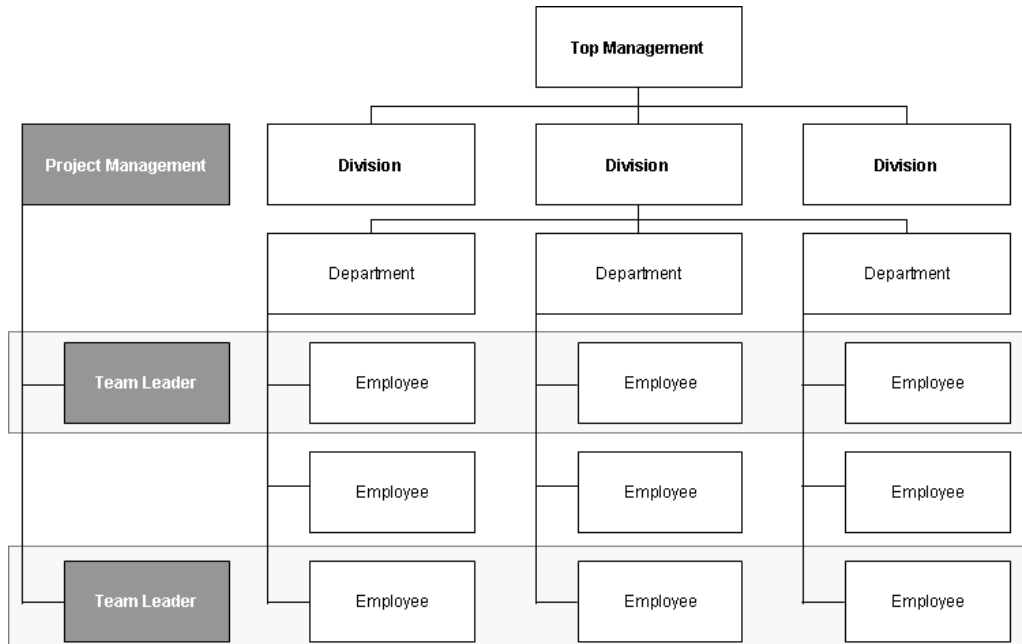 Top Management
Project Management
Division
Division
Division
Department
Department
Department
Team Leader
Employee
Employee
Employee
Employee
Employee
Employee
Team Leader
Employee
Employee
Employee